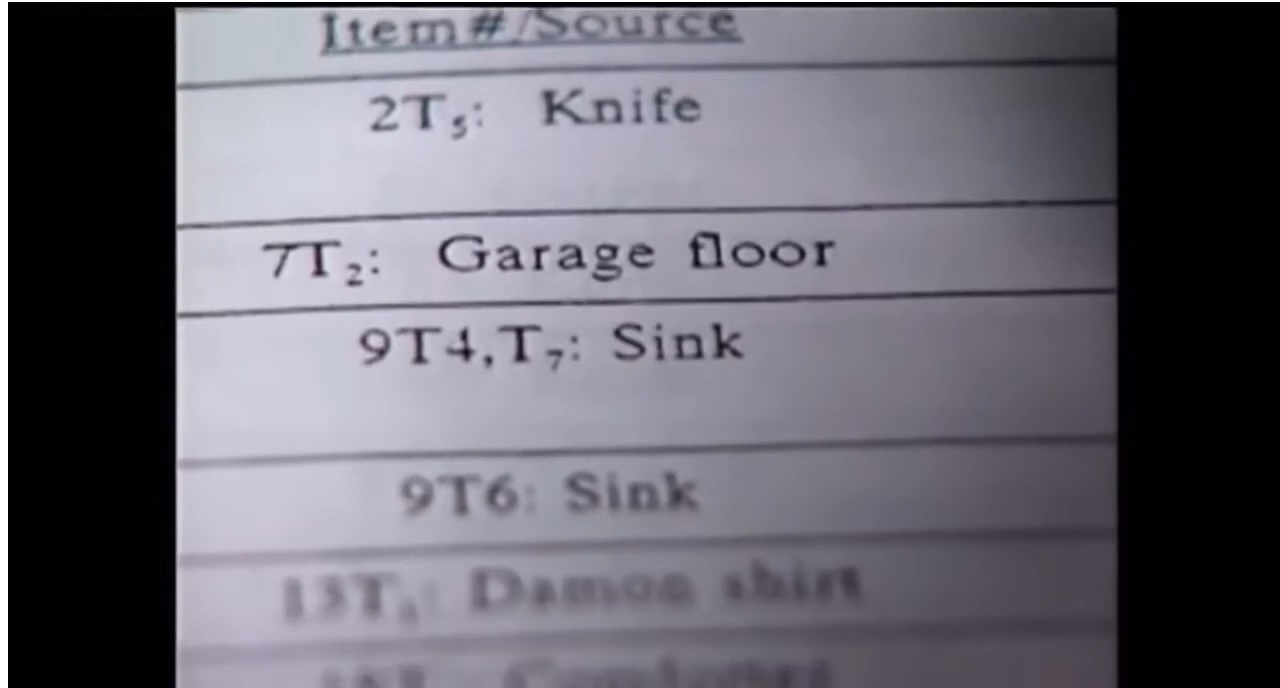 Item#/Source
2T₅: Knife
7T₂: Garage floor
9T4,T₇: Sink
9T6: Sink
Damon shirt